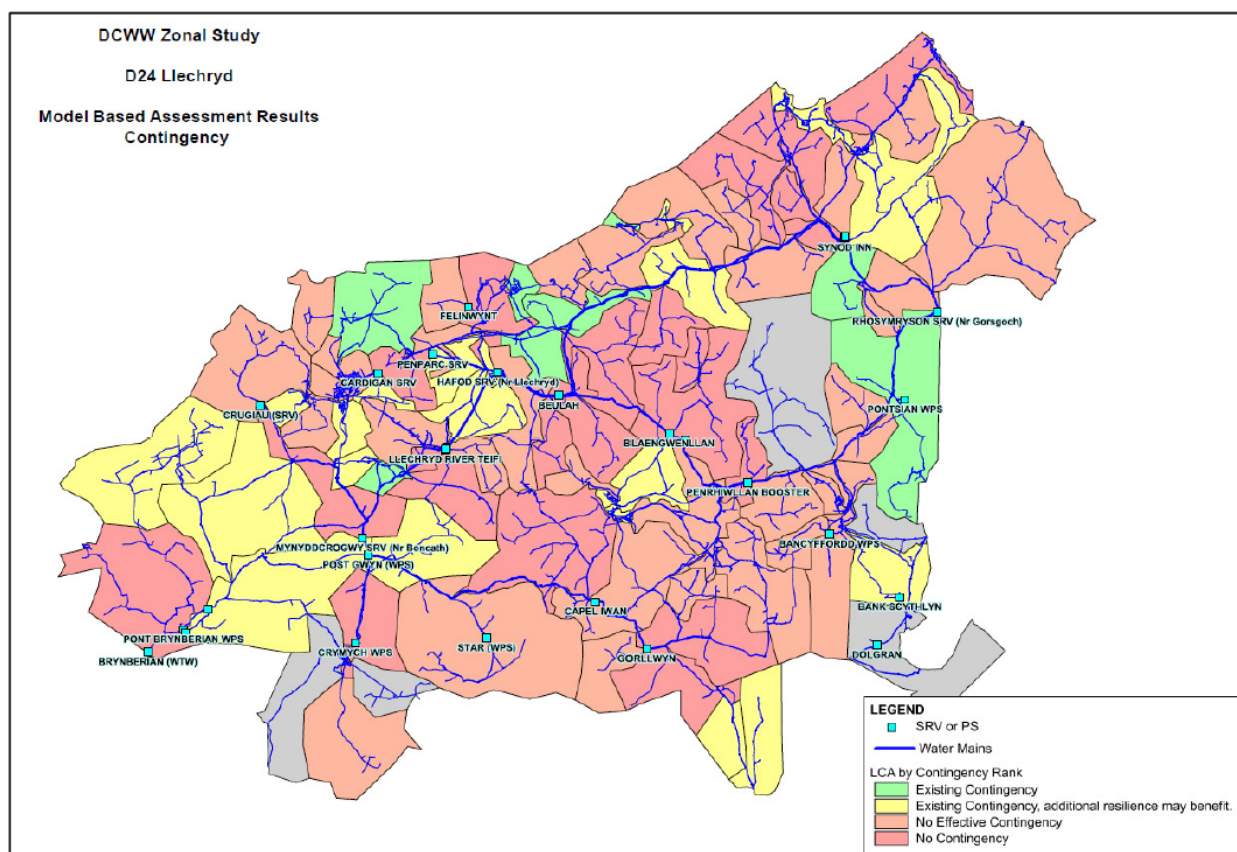 DCWW Zonal Study
D24 Llechryd
Model Based Assessment Results
Contingency
SYNOD INN
RHOSYMRYSON SRV (Nr Gorsgoch)
FELINWYNT
PENPARC SRV
CARDIGAN SRV
HAFOD SRV (Nr Llechryd)
BEULAH
CRUGIAU (SRV)
PONTSIAN WPS
BLAENGWENLLAN
LLECHRYD RIVER TEIFI
PENRHIWLLAN BOOSTER
BANCYFFORDD WPS
MYNYDDCROGWY SRV (Nr Boncath)
POST GWYN (WPS)
BANK SCYTHLYN
CAPEL IWAN
PONT BRYNBERIAN WPS
CRYMYCH WPS
STAR (WPS)
GORLLWYN
DOLGRAN
BRYNBERIAN (WTW)
LEGEND
SRV or PS
Water Mains
LCA by Contingency Rank
Existing Contingency
Existing Contingency, additional resilience may benefit.
No Effective Contingency
No Contingency